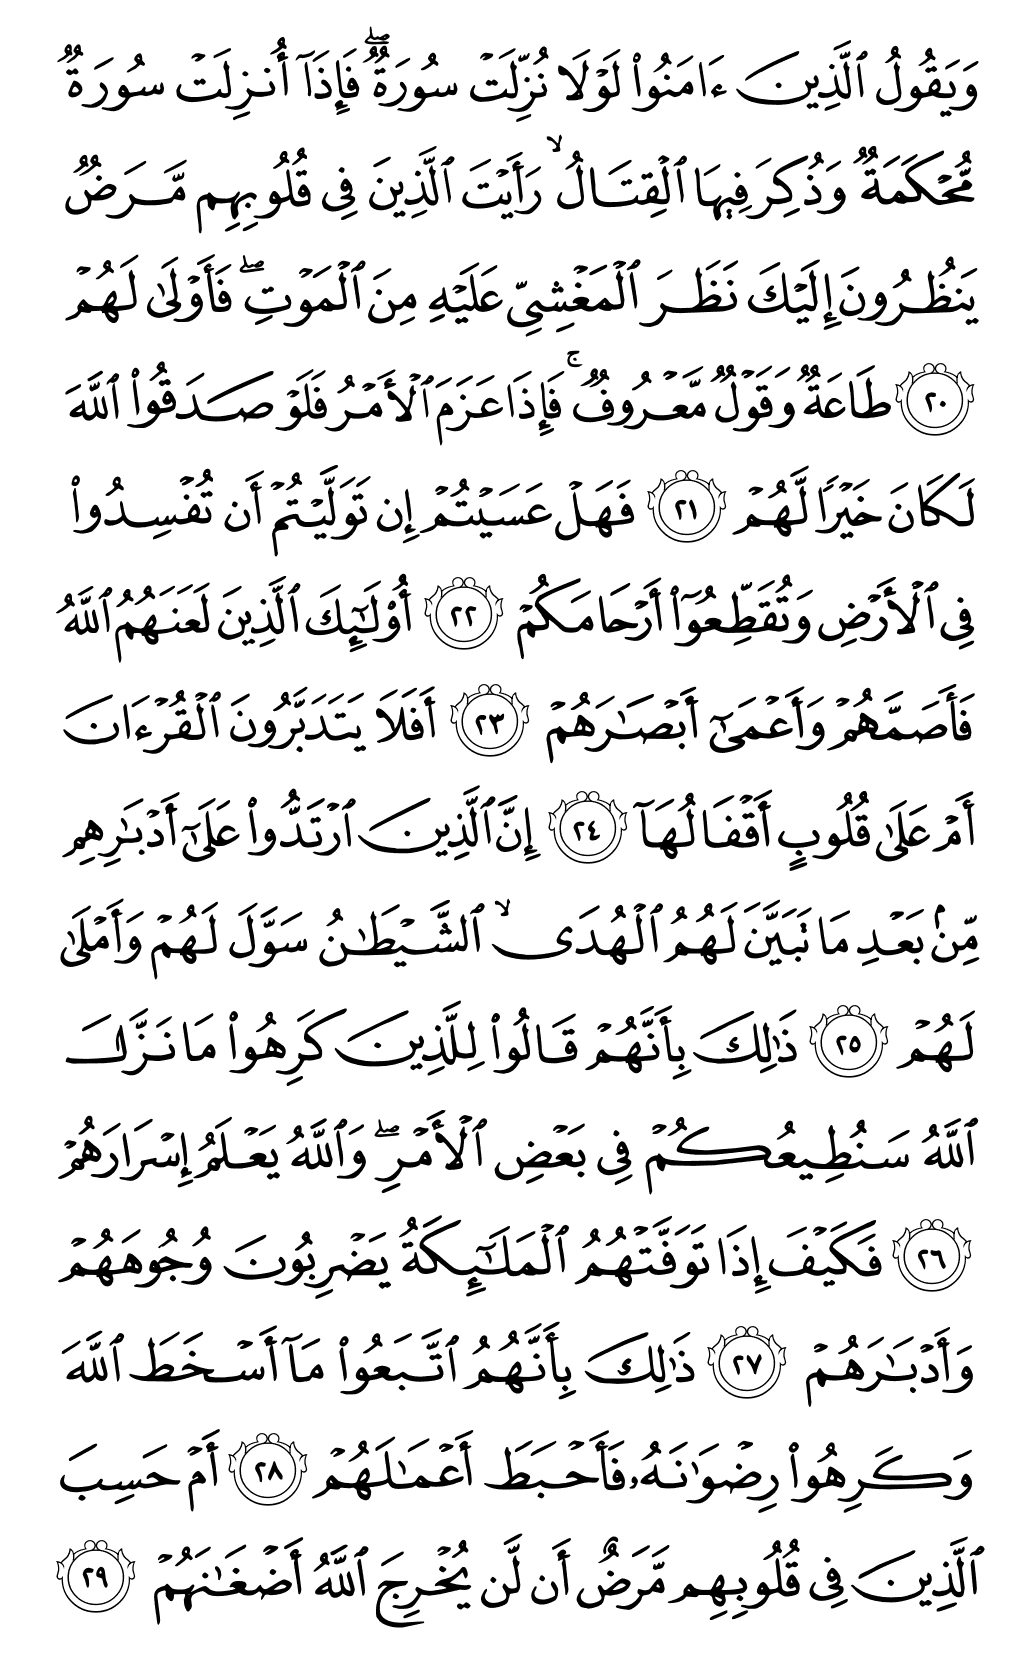 وَيَقُولُ ٱلَّذِينَ ءَامَنُوا۟ لَوْلَا نُزِّلَتْ سُورَةٌۭ ۖ فَإِذَآ أُنزِلَتْ سُورَةٌۭ
مُّحْكَمَةٌۭ وَذُكِرَ فِيهَا ٱلْقِتَالُ ۙ رَأَيْتَ ٱلَّذِينَ فِى قُلُوبِهِم مَّرَضٌۭ
يَنظُرُونَ إِلَيْكَ نَظَرَ ٱلْمَغْشِىِّ عَلَيْهِ مِنَ ٱلْمَوْتِ ۖ فَأَوْلَىٰ لَهُمْ
٢٠ طَاعَةٌۭ وَقَوْلٌۭ مَّعْرُوفٌۭ ۚ فَإِذَا عَزَمَ ٱلْأَمْرُ فَلَوْ صَدَقُوا۟ ٱللَّهَ
لَكَانَ خَيْرًۭا لَّهُمْ ٢١ فَهَلْ عَسَيْتُمْ إِن تَوَلَّيْتُمْ أَن تُفْسِدُوا۟
فِى ٱلْأَرْضِ وَتُقَطِّعُوٓا۟ أَرْحَامَكُمْ ٢٢ أُو۟لَـٰٓئِكَ ٱلَّذِينَ لَعَنَهُمُ ٱللَّهُ
فَأَصَمَّهُمْ وَأَعْمَىٰٓ أَبْصَـٰرَهُمْ ٢٣ أَفَلَا يَتَدَبَّرُونَ ٱلْقُرْءَانَ
أَمْ عَلَىٰ قُلُوبٍ أَقْفَالُهَآ ٢٤ إِنَّ ٱلَّذِينَ ٱرْتَدُّوا۟ عَلَىٰٓ أَدْبَـٰرِهِم
مِّنۢ بَعْدِ مَا تَبَيَّنَ لَهُمُ ٱلْهُدَى ۙ ٱلشَّيْطَـٰنُ سَوَّلَ لَهُمْ وَأَمْلَىٰ
لَهُمْ ٢٥ ذَٰلِكَ بِأَنَّهُمْ قَالُوا۟ لِلَّذِينَ كَرِهُوا۟ مَا نَزَّلَ
ٱللَّهُ سَنُطِيعُكُمْ فِى بَعْضِ ٱلْأَمْرِ ۖ وَٱللَّهُ يَعْلَمُ إِسْرَارَهُمْ
٢٦ فَكَيْفَ إِذَا تَوَفَّتْهُمُ ٱلْمَلَـٰٓئِكَةُ يَضْرِبُونَ وُجُوهَهُمْ
وَأَدْبَـٰرَهُمْ ٢٧ ذَٰلِكَ بِأَنَّهُمُ ٱتَّبَعُوا۟ مَآ أَسْخَطَ ٱللَّهَ
وَكَرِهُوا۟ رِضْوَٰنَهُۥ فَأَحْبَطَ أَعْمَـٰلَهُمْ ٢٨ أَمْ حَسِبَ
ٱلَّذِينَ فِى قُلُوبِهِم مَّرَضٌ أَن لَّن يُخْرِجَ ٱللَّهُ أَضْغَـٰنَهُمْ ٢٩